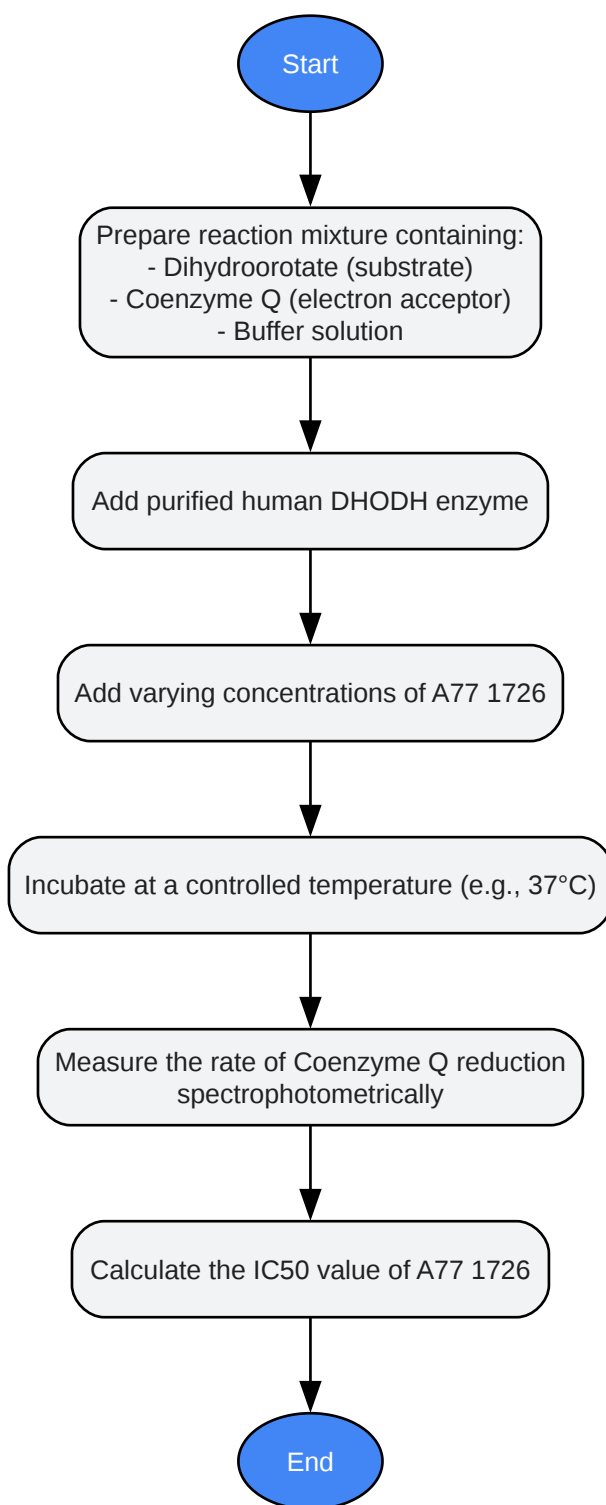 Start
Prepare reaction mixture containing:
- Dihydroorotate (substrate)
- Coenzyme Q (electron acceptor)
- Buffer solution
Add purified human DHODH enzyme
Add varying concentrations of A77 1726
Incubate at a controlled temperature (e.g., 37°C)
Measure the rate of Coenzyme Q reduction
spectrophotometrically
Calculate the IC50 value of A77 1726
End